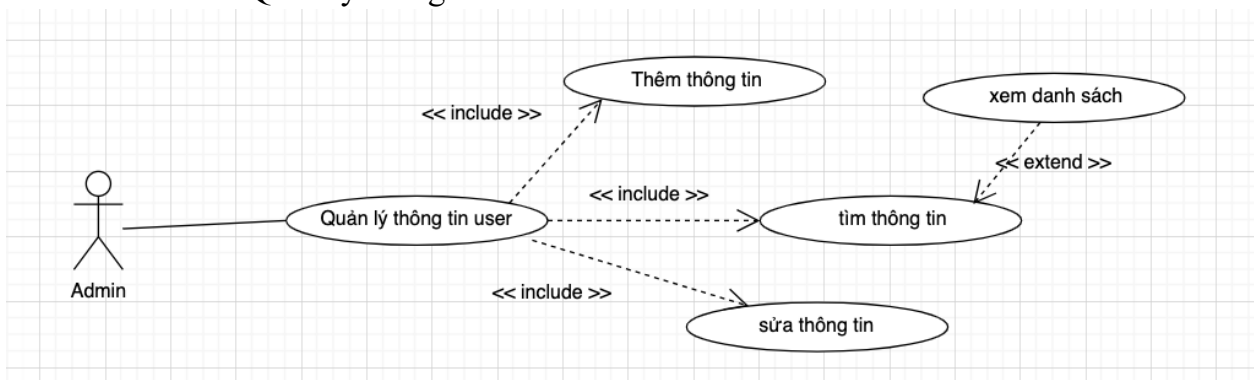 Thêm thông tin
xem danh sách
<< include >>
<< extend >>
<< include >>
Quản lý thông tin user
tìm thông tin
Admin
<< include >>
sửa thông tin